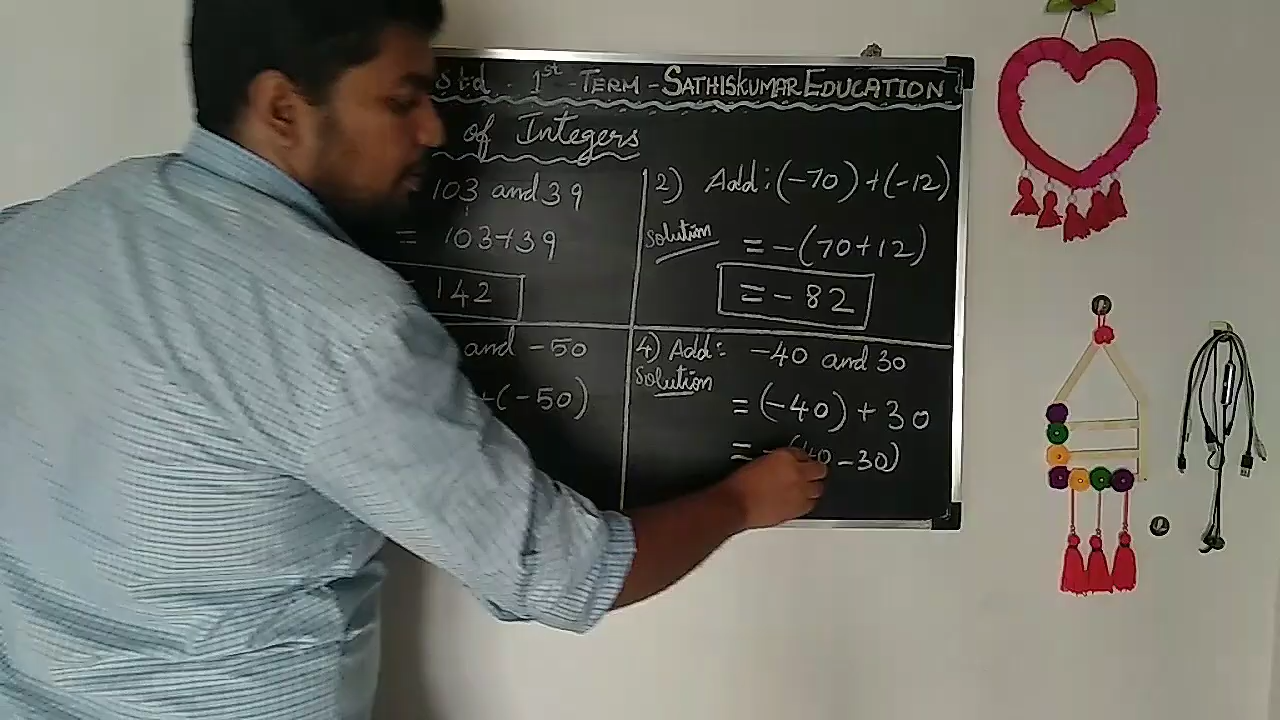 std - 1st - TERM - SATHISKUMAR EDUCATION
of Integers
103 and 39
= 103+39
142
2) Add: (-70)+(-12)
Solution
= -(70+12)
= - 82
and -50
+(-50)
4) Add: -40 and 30
Solution
= (-40) + 30
= -(40-30)